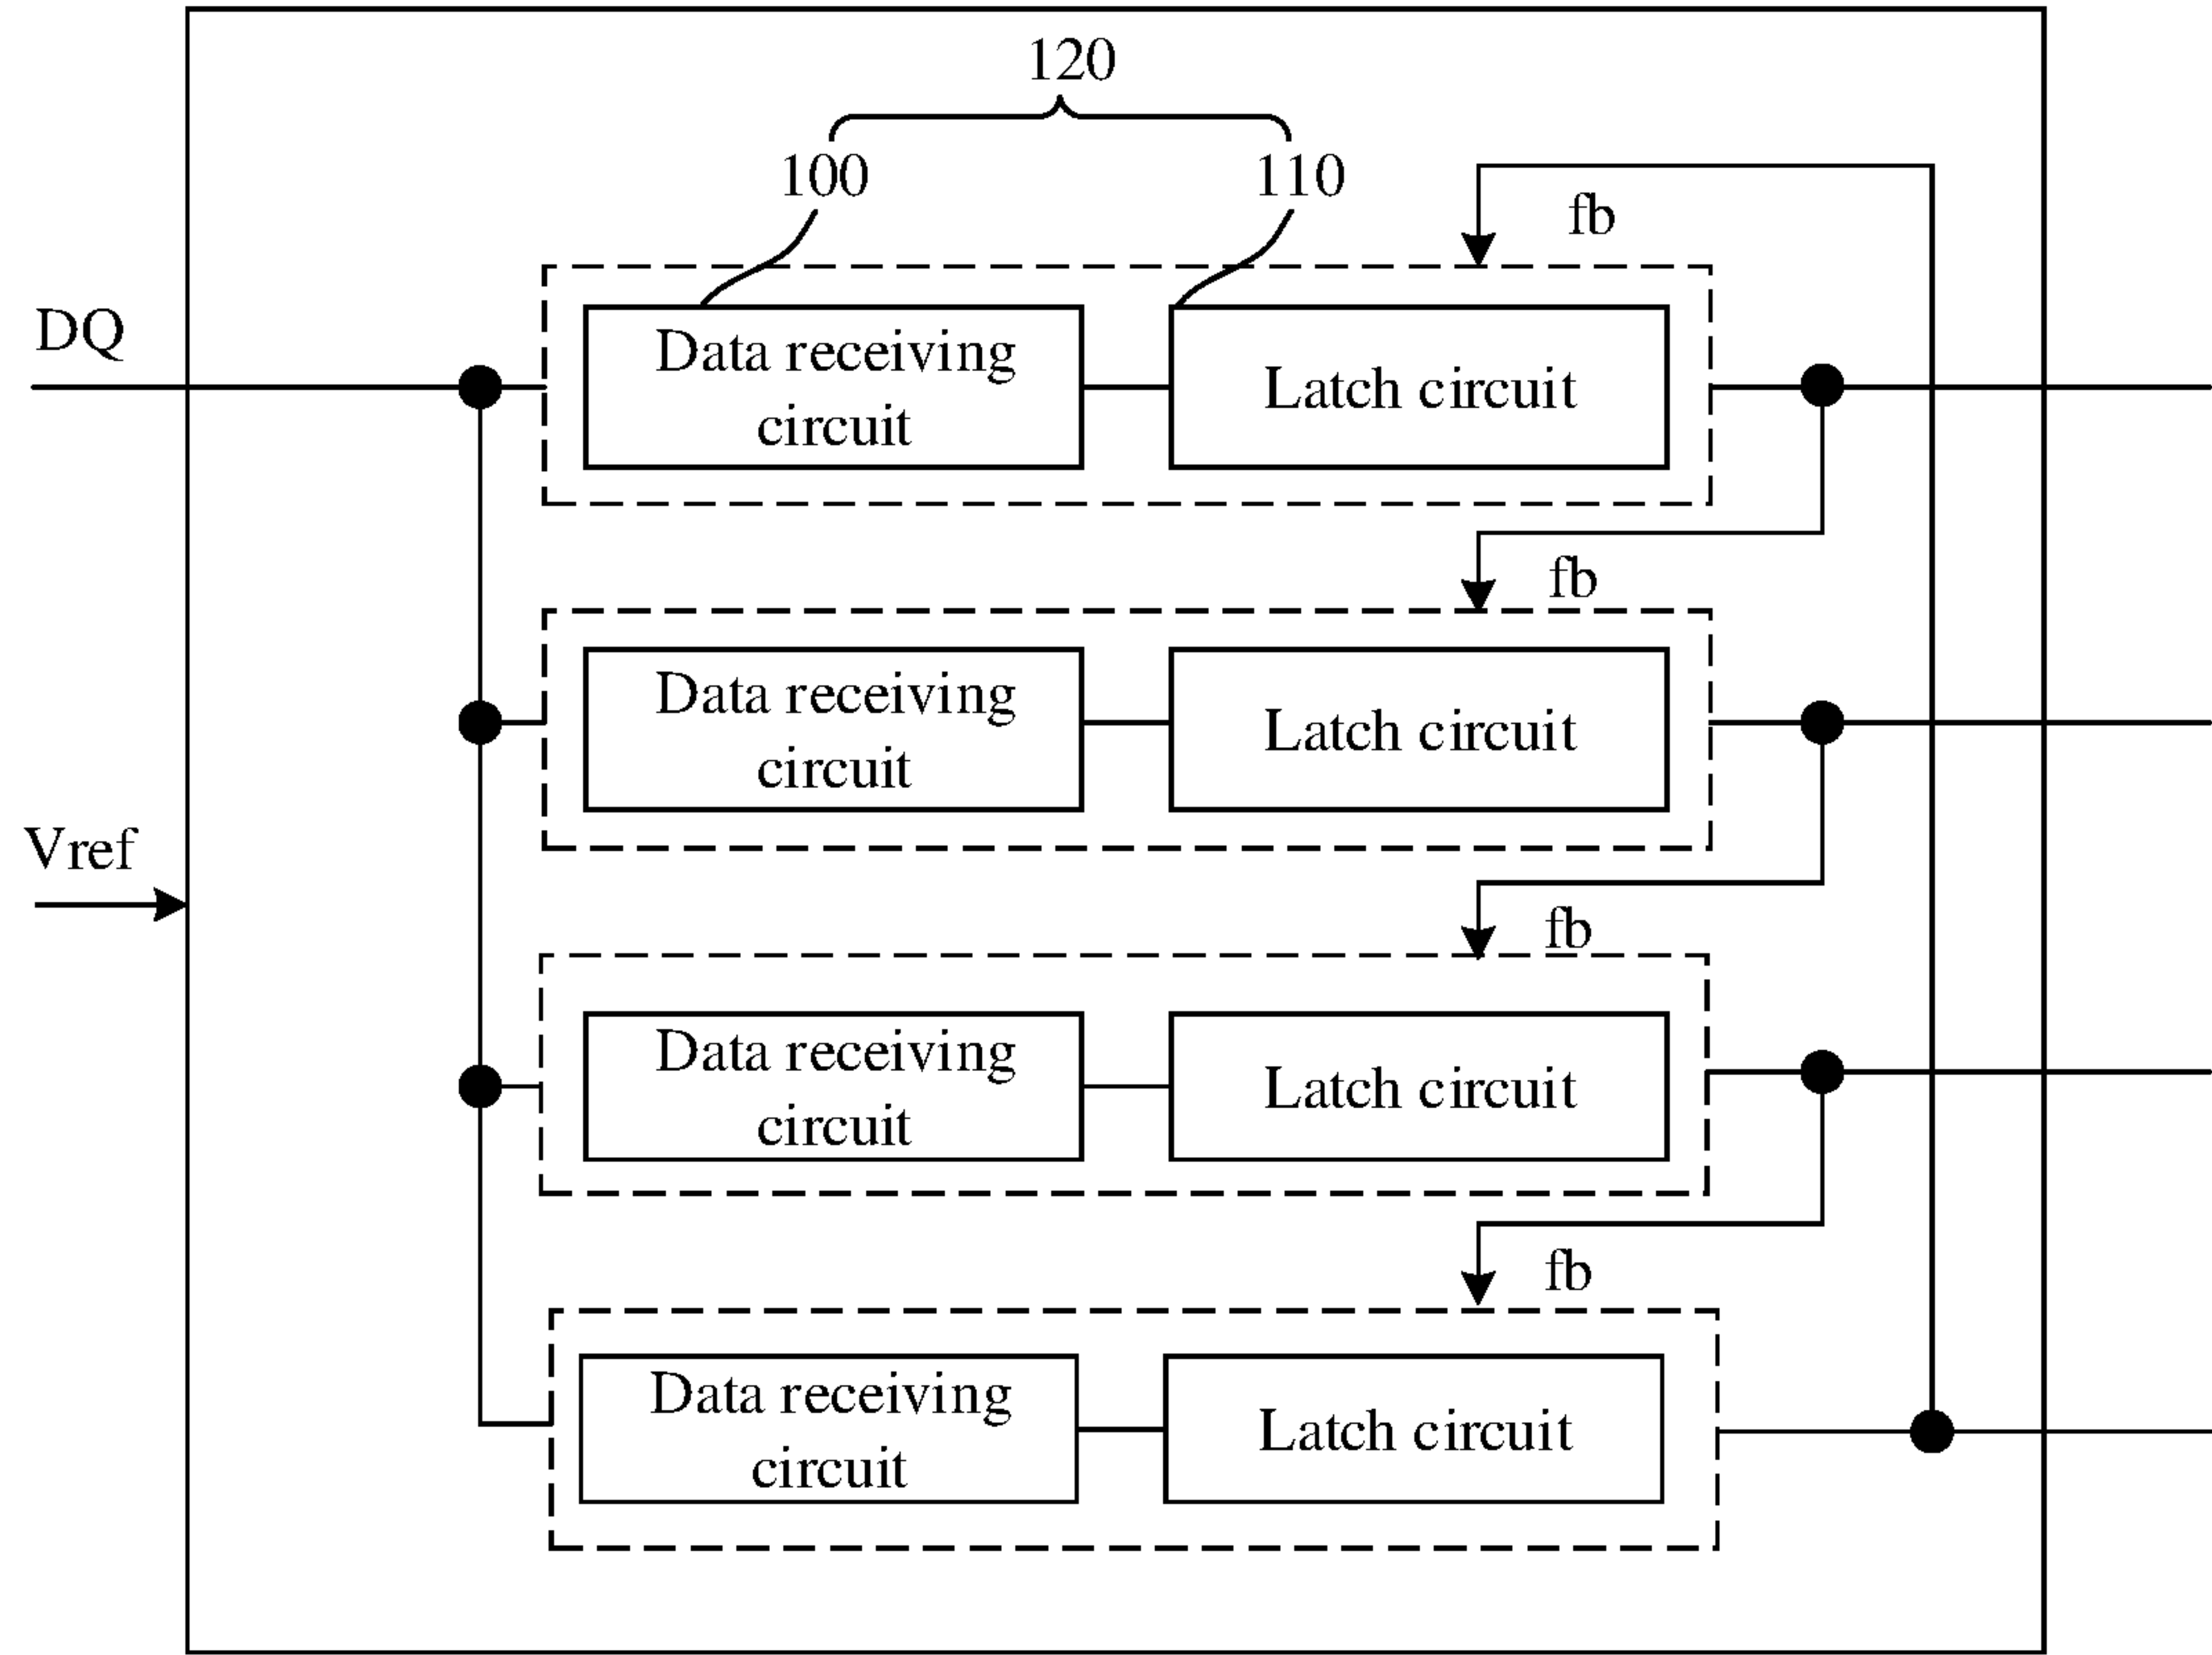 120
100
110
fb
DQ
Data receiving
circuit
Latch circuit
fb
Data receiving
circuit
Latch circuit
Vref
fb
Data receiving
circuit
Latch circuit
fb
Data receiving
circuit
Latch circuit